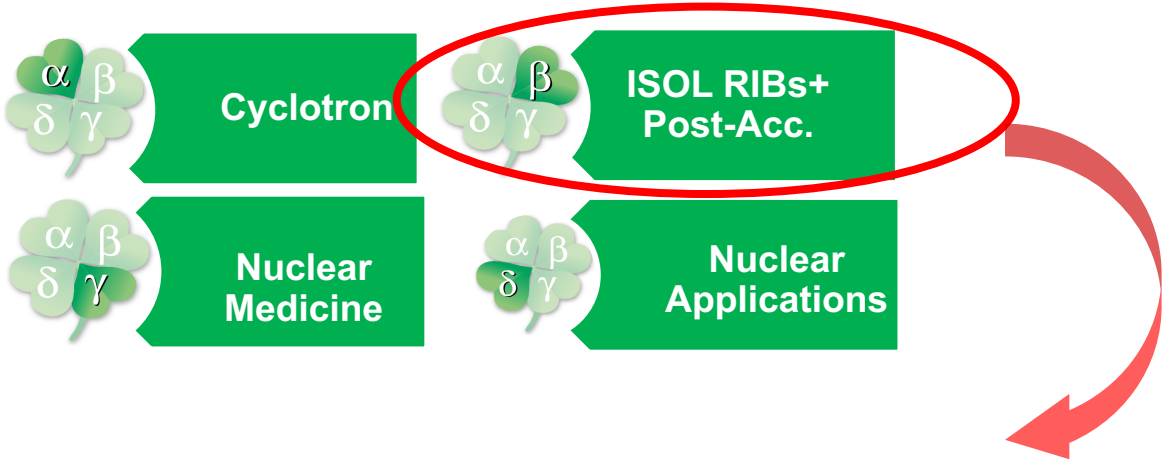 α β
δ γ
Cyclotron
α β
δ γ
ISOL RIBs+
Post-Acc.
α β
δ γ
Nuclear
Medicine
α β
δ γ
Nuclear
Applications